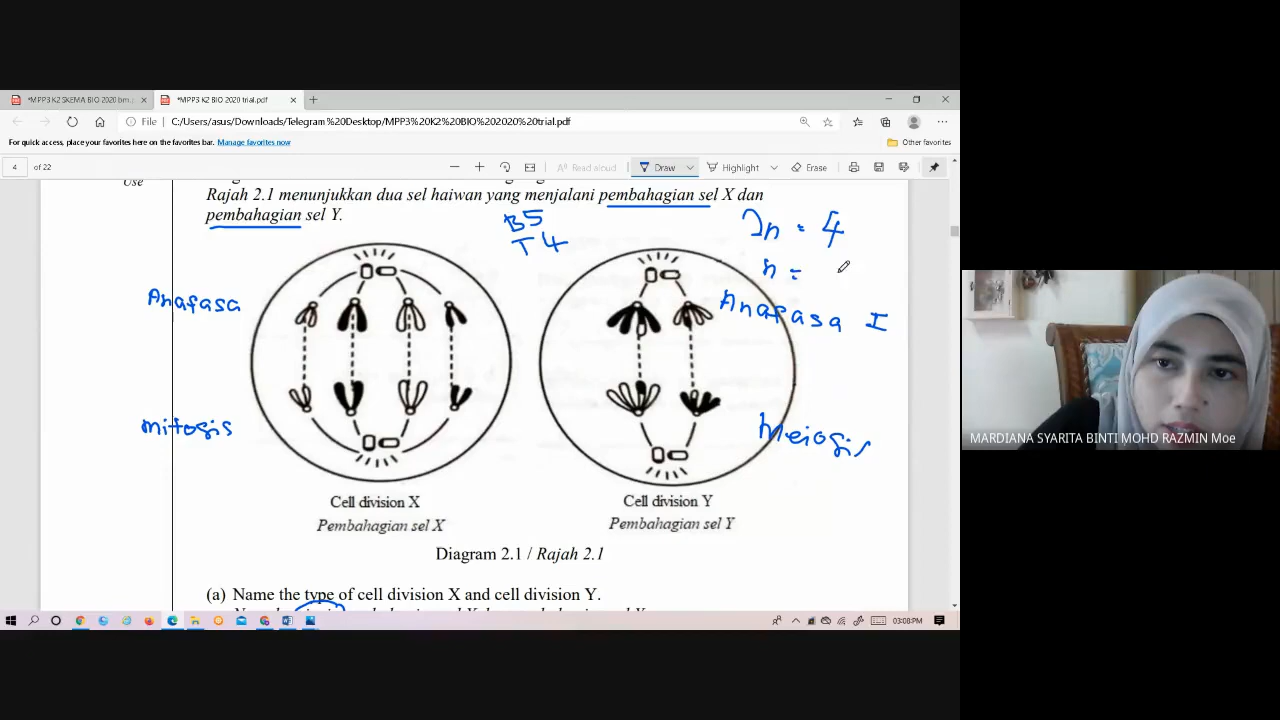 *MPP3 K2 SKEMA BIO 2020 bm.p
*MPP3 K2 BIO 2020 trial.pdf
File
C:/Users/asus/Downloads/Telegram%20Desktop/MPP3%20K2%20BIO%202020%20trial.pdf
For quick access, place your favorites here on the favorites bar. Manage favorites now
Other favorites
4 of 22
Read aloud
Draw
Highlight
Erase
Use
Rajah 2.1 menunjukkan dua sel haiwan yang menjalani pembahagian sel X dan
pembahagian sel Y.
B5
T4
2n = 4
n =
Anafasa
Anafasa I
mitosis
Meiosis
Cell division X
Pembahagian sel X
Cell division Y
Pembahagian sel Y
Diagram 2.1 / Rajah 2.1
(a) Name the type of cell division X and cell division Y.
MARDIANA SYARITA BINTI MOHD RAZMIN Moe
03:08 PM